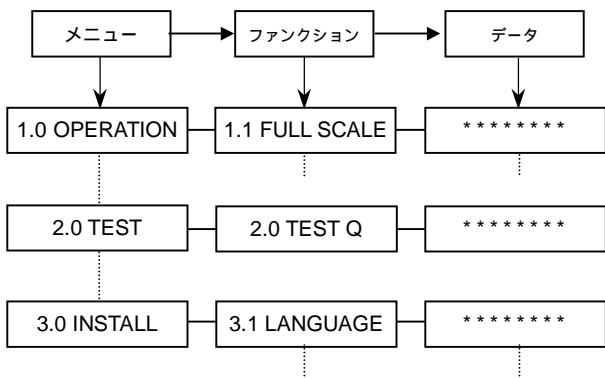 メニュー ファンクション データ
1.0 OPERATION 1.1 FULL SCALE ********
2.0 TEST 2.0 TEST Q ********
3.0 INSTALL 3.1 LANGUAGE ********